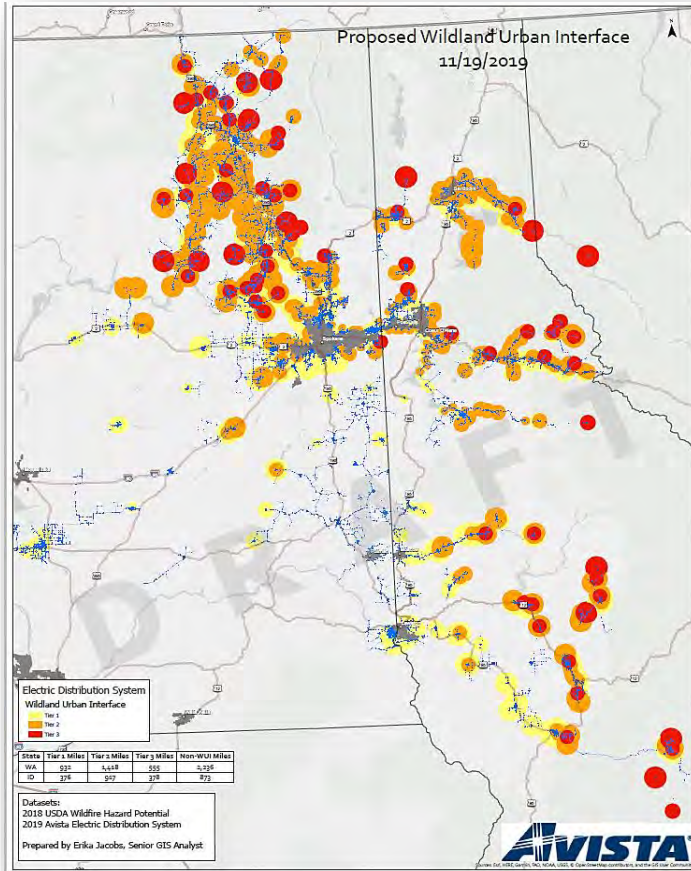 Proposed Wildland Urban Interface
11/19/2019
N
Sandpoint
Spokane
Coeur d'Alene
DRAFT
Electric Distribution System
Wildland Urban Interface
Tier 1
Tier 2
Tier 3
State Tier 1 Miles Tier 2 Miles Tier 3 Miles Non-WUI Miles
WA 932 1,418 555 2,236
ID 376 917 378 873
Datasets:
2018 USDA Wildfire Hazard Potential
2019 Avista Electric Distribution System
Prepared by Erika Jacobs, Senior GIS Analyst
AVISTA